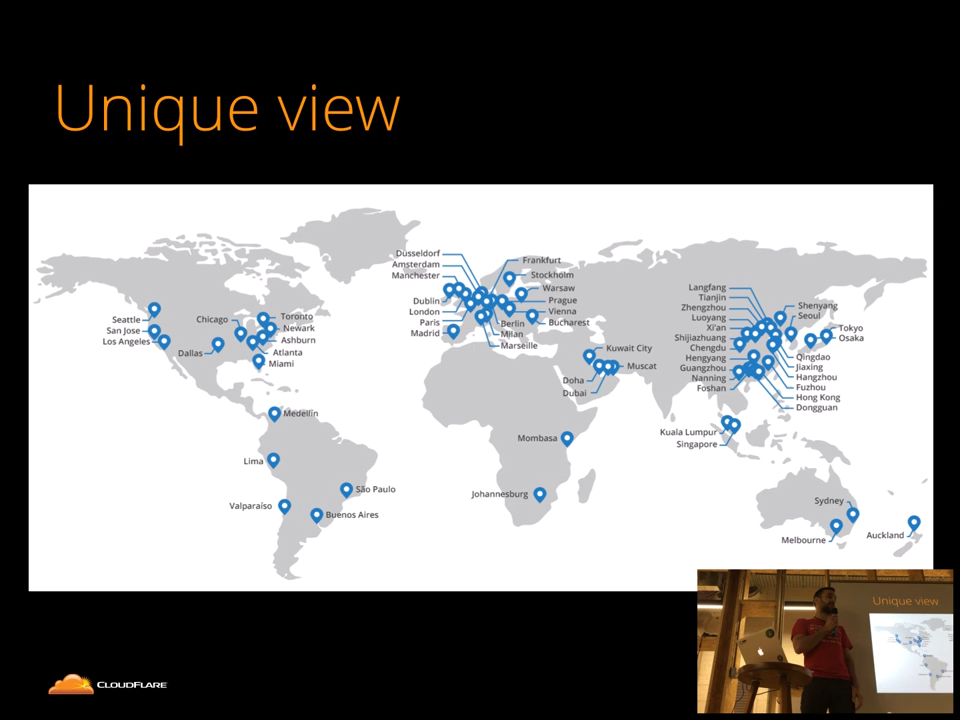 Unique view
Düsseldorf
Amsterdam
Manchester
Dublin
London
Paris
Madrid
Frankfurt
Stockholm
Warsaw
Prague
Vienna
Bucharest
Berlin
Milan
Marseille
Seattle
San Jose
Los Angeles
Chicago
Dallas
Toronto
Newark
Ashburn
Atlanta
Miami
Kuwait City
Doha
Dubai
Muscat
Langfang
Tianjin
Zhengzhou
Luoyang
Xi'an
Shijiazhuang
Chengdu
Hengyang
Guangzhou
Nanning
Foshan
Shenyang
Seoul
Tokyo
Osaka
Qingdao
Jiaxing
Hangzhou
Fuzhou
Hong Kong
Dongguan
Medellín
Lima
Valparaíso
São Paulo
Buenos Aires
Mombasa
Johannesburg
Kuala Lumpur
Singapore
Sydney
Melbourne
Auckland
CLOUDFLARE
Unique view